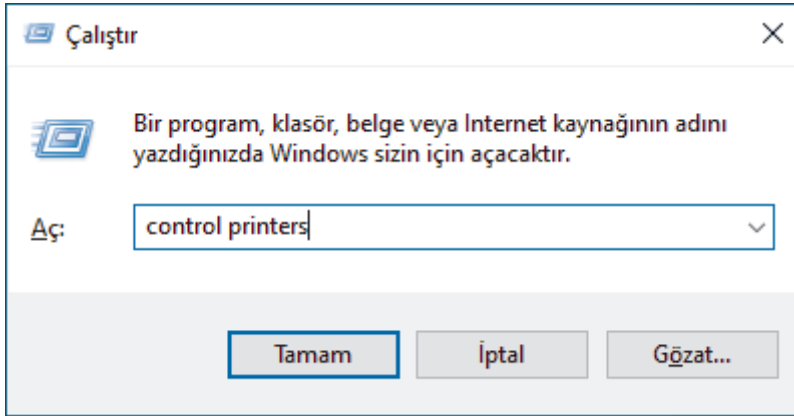 Çalıştır
Bir program, klasör, belge veya Internet kaynağının adını
yazdığınızda Windows sizin için açacaktır.
Aç: control printers
Tamam İptal Gözat...